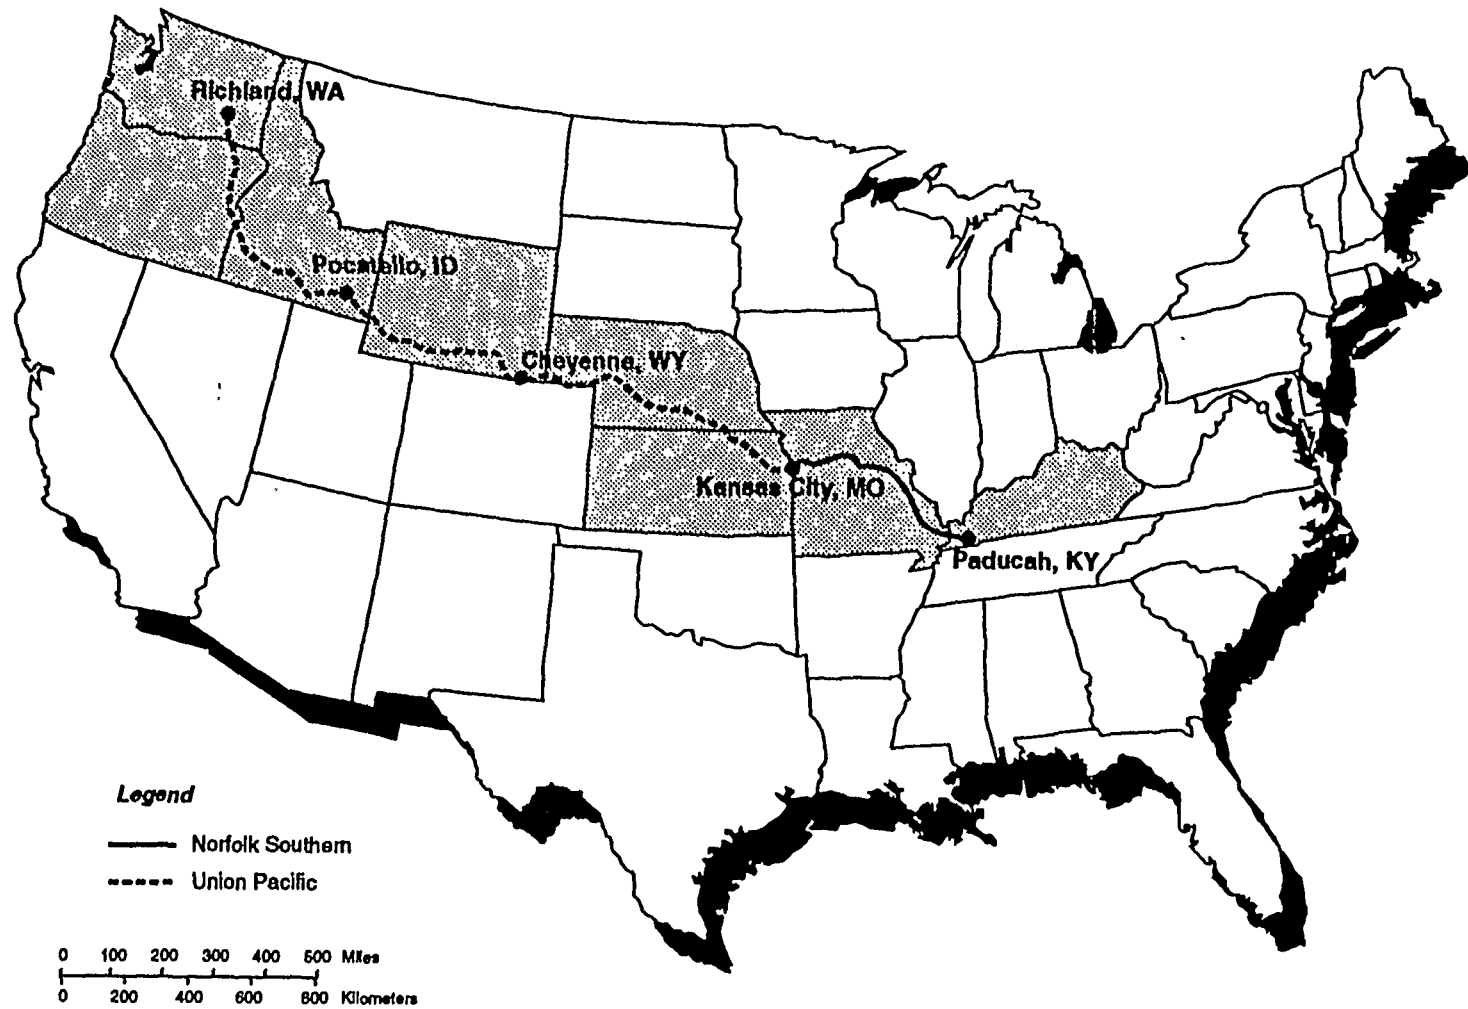 Richland, WA
Pocatello, ID
Cheyenne, WY
Kansas City, MO
Paducah, KY
Legend
Norfolk Southern
Union Pacific
0 100 200 300 400 500 Miles
0 200 400 600 800 Kilometers